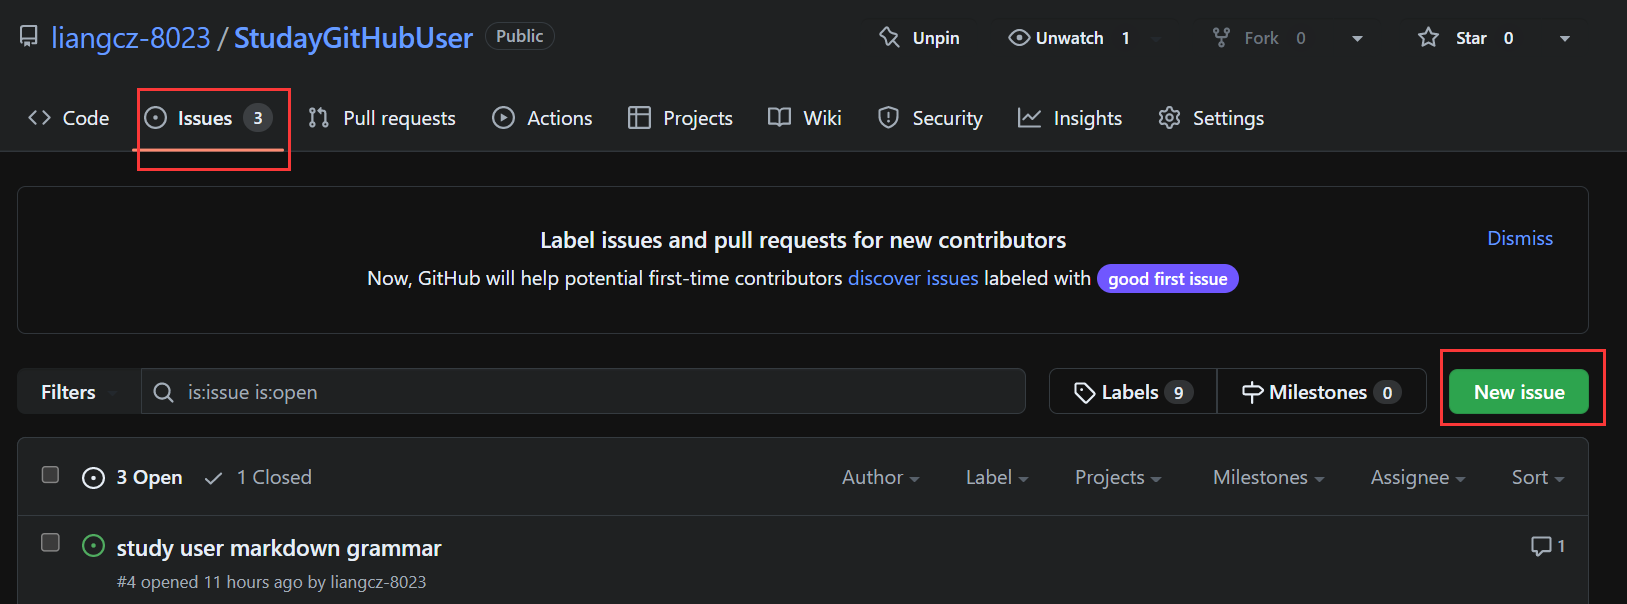 liangcz-8023 / StudayGitHubUser Public Unpin Unwatch 1 Fork 0 Star 0
Code Issues 3 Pull requests Actions Projects Wiki Security Insights Settings
Label issues and pull requests for new contributors
Dismiss
Now, GitHub will help potential first-time contributors discover issues labeled with good first issue
Filters is:issue is:open Labels 9 Milestones 0 New issue
3 Open 1 Closed Author Label Projects Milestones Assignee Sort
study user markdown grammar 1
#4 opened 11 hours ago by liangcz-8023